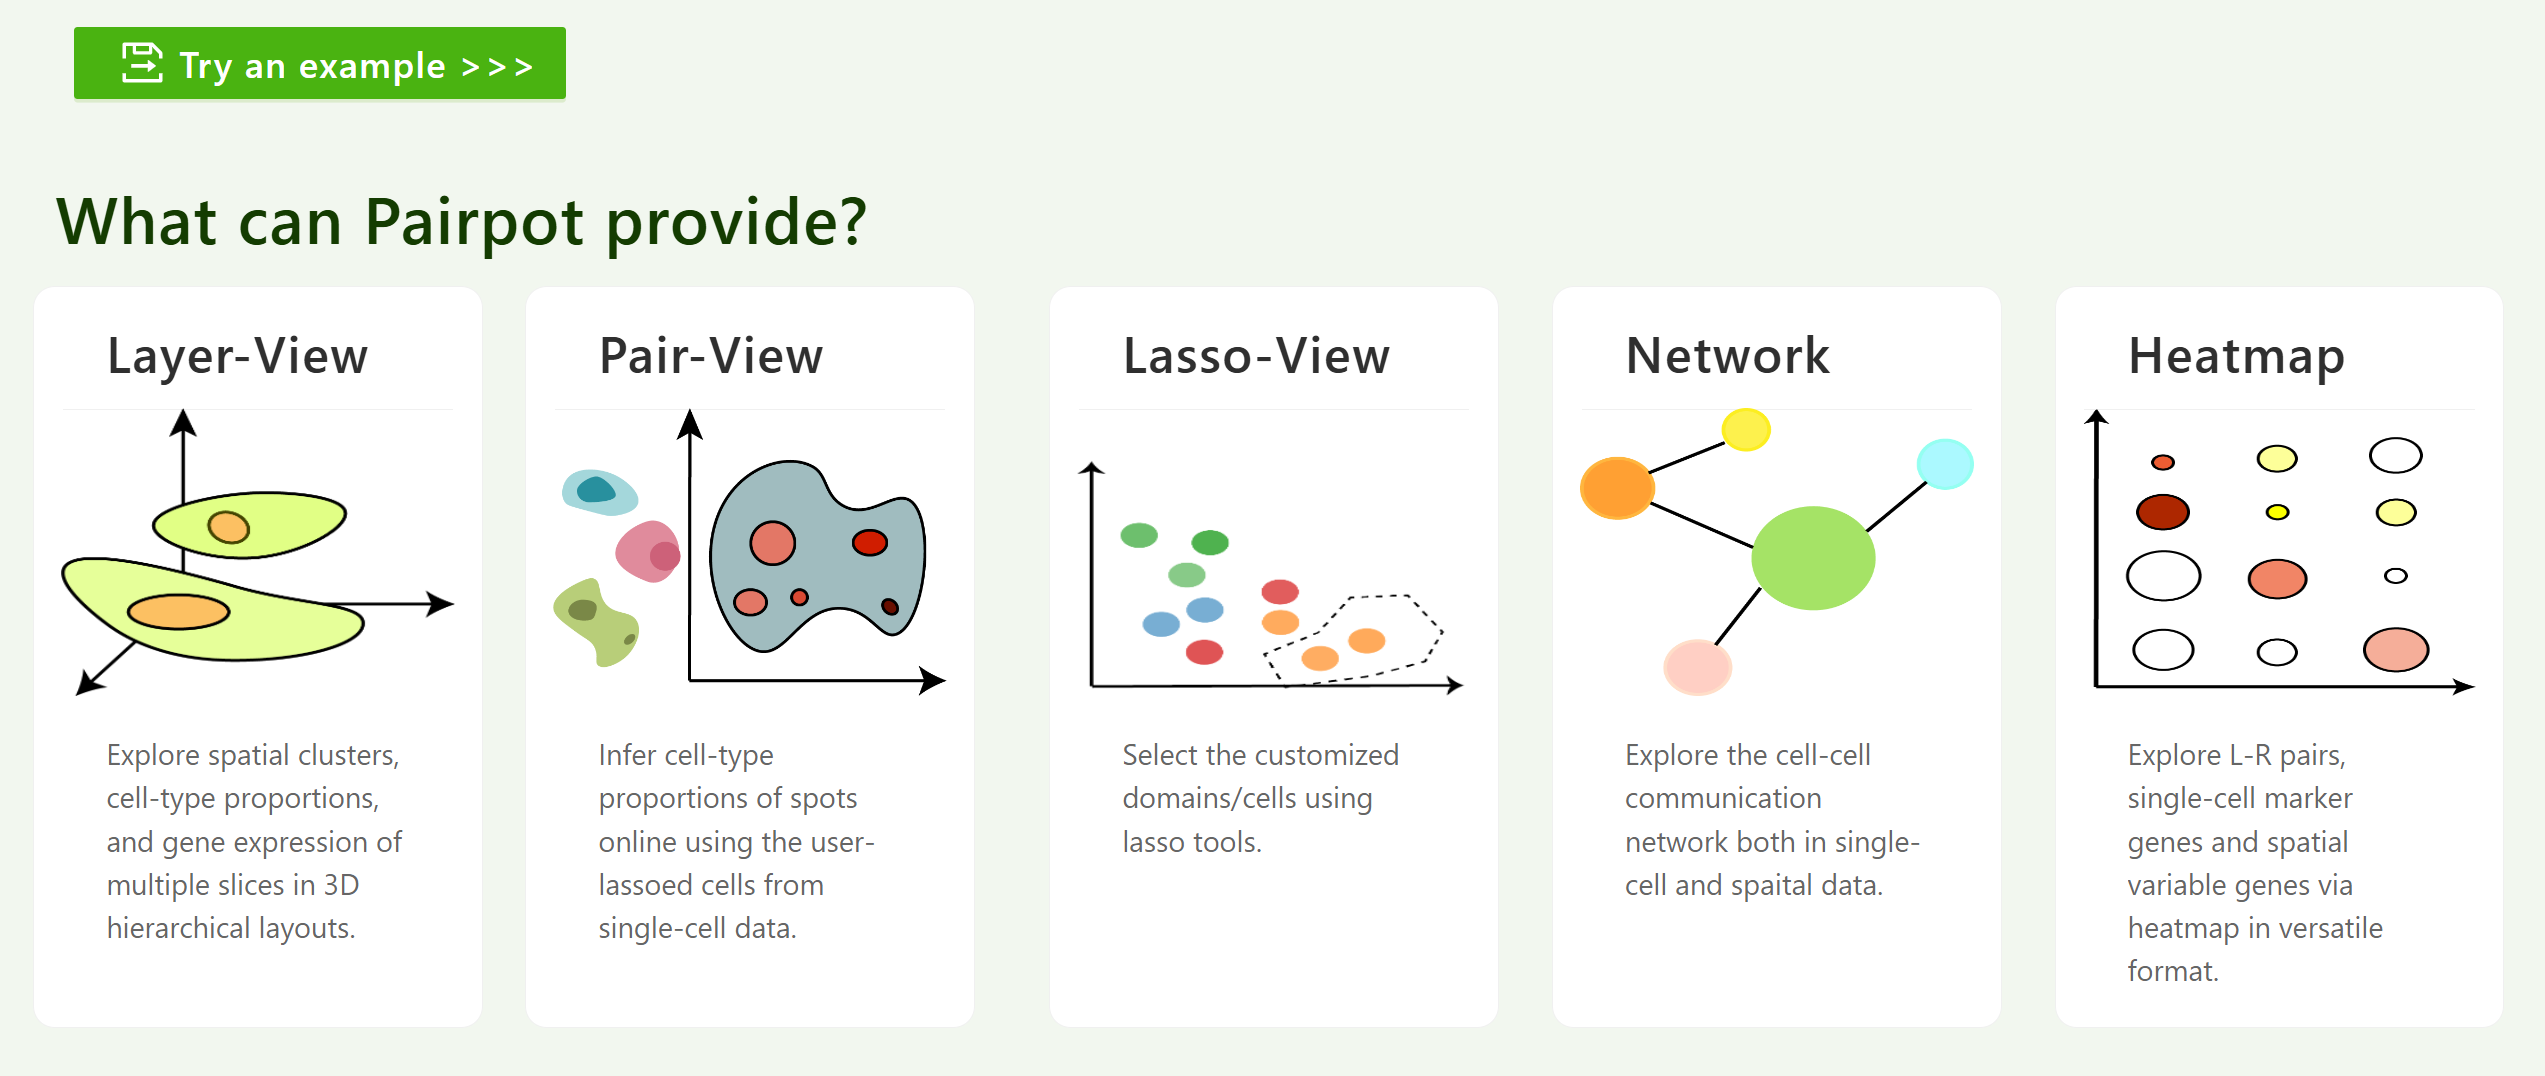 Try an example >>>
What can Pairpot provide?
Layer-View
Explore spatial clusters,
cell-type proportions,
and gene expression of
multiple slices in 3D
hierarchical layouts.
Pair-View
Infer cell-type
proportions of spots
online using the user-
lassoed cells from
single-cell data.
Lasso-View
Select the customized
domains/cells using
lasso tools.
Network
Explore the cell-cell
communication
network both in single-
cell and spaital data.
Heatmap
Explore L-R pairs,
single-cell marker
genes and spatial
variable genes via
heatmap in versatile
format.